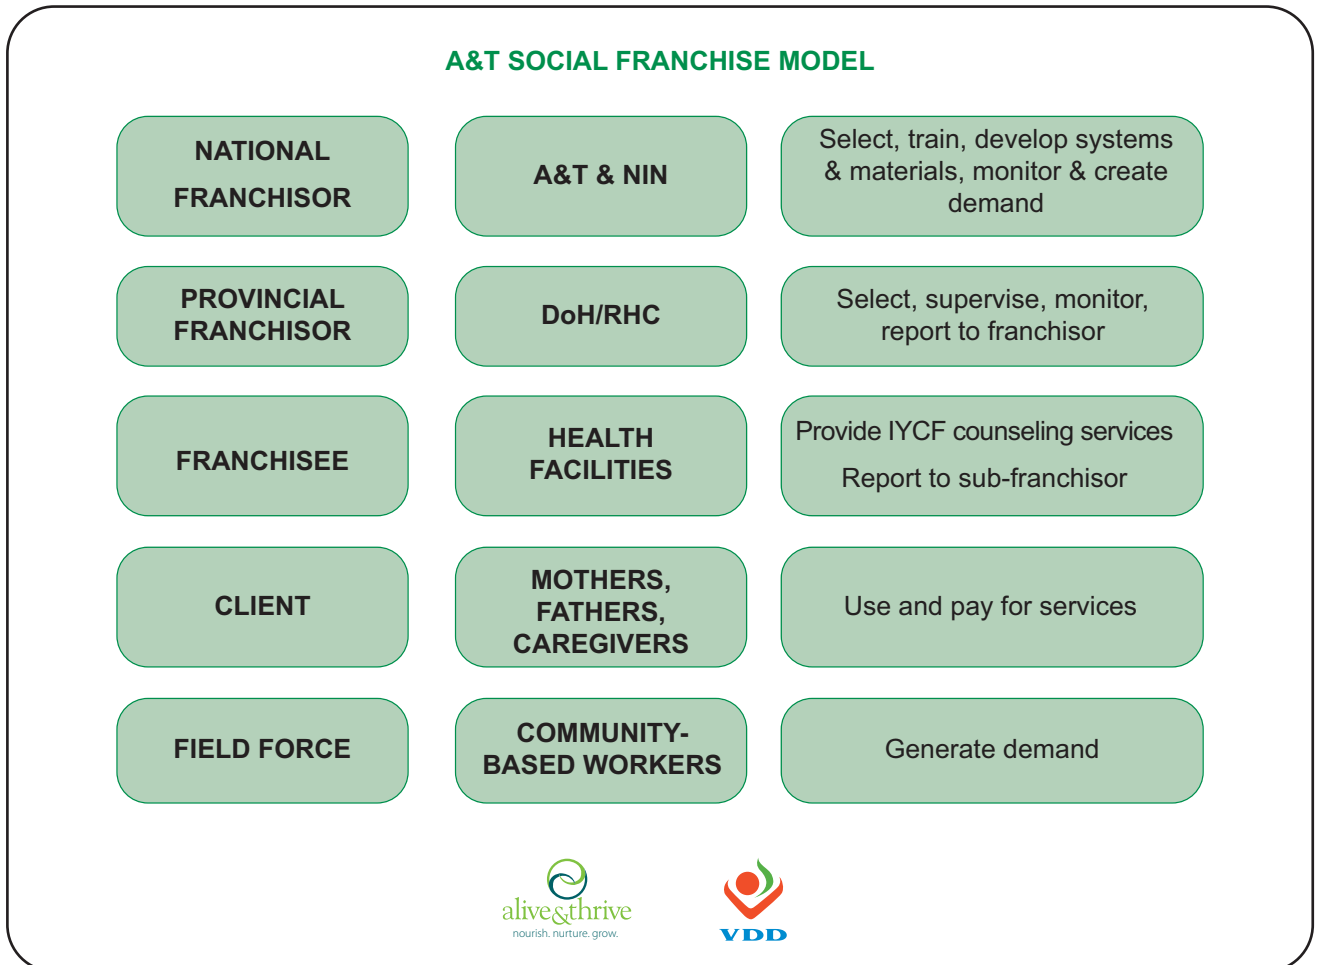 A&T SOCIAL FRANCHISE MODEL
NATIONAL
FRANCHISOR
A&T & NIN
Select, train, develop systems
& materials, monitor & create
demand
PROVINCIAL
FRANCHISOR
DoH/RHC
Select, supervise, monitor,
report to franchisor
FRANCHISEE
HEALTH
FACILITIES
Provide IYCF counseling services
Report to sub-franchisor
CLIENT
MOTHERS,
FATHERS,
CAREGIVERS
Use and pay for services
FIELD FORCE
COMMUNITY-
BASED WORKERS
Generate demand
alive&thrive
nourish. nurture. grow.
VDD